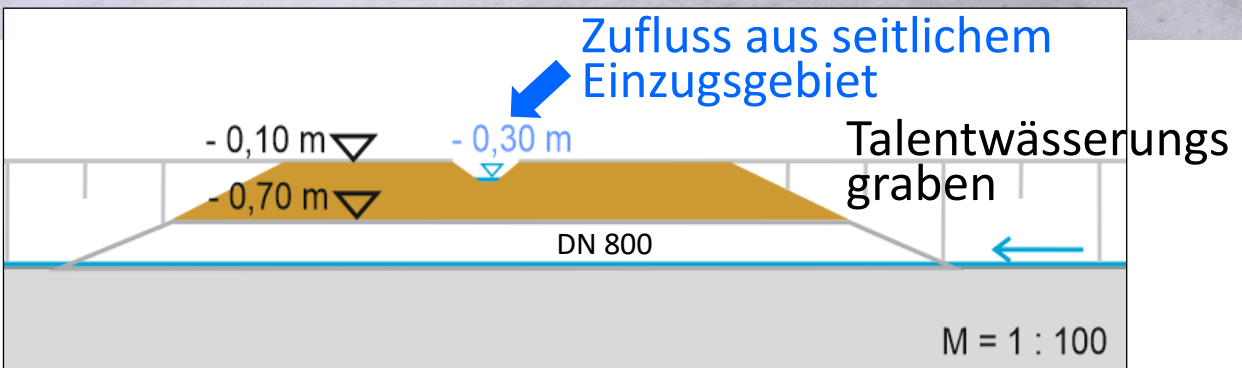 Zufluss aus seitlichem
Einzugsgebiet
- 0,10 m
- 0,30 m
Talentwässerungs
graben
- 0,70 m
DN 800
M = 1 : 100